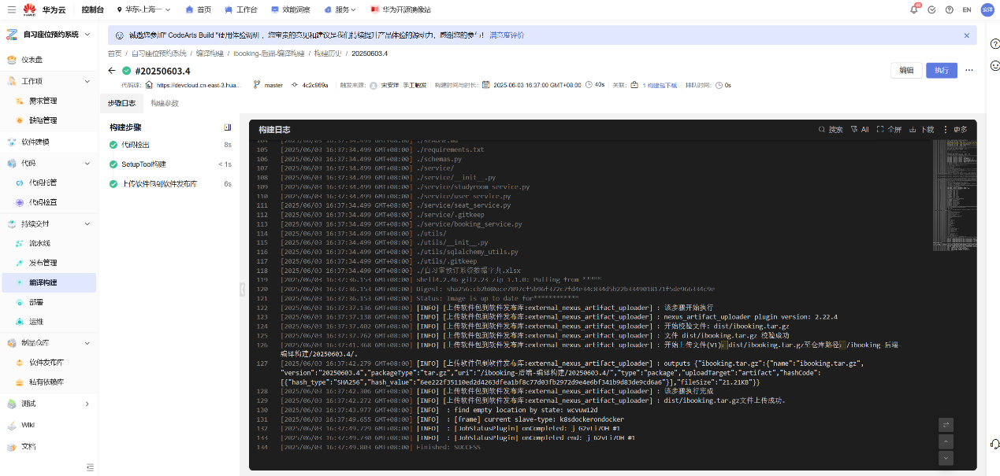 华为云 控制台 华东-上海一 首页 工作台 效能洞察 服务 华为开源镜像站 EN 安洋
HUAWEI
自习座位预约系统
仪表盘
工作项
需求管理
缺陷管理
软件建模
代码
代码托管
代码检查
持续交付
流水线
发布管理
编译构建
部署
运维
制品仓库
软件发布库
私有依赖库
测试
Wiki
文档
诚邀您参加" CodeArts Build "使用体验调研，您宝贵的意见和建议是我们持续提升产品体验的源动力，感谢您的参与! 满意度评价
首页 / 自习座位预约系统 / 编译构建 / ibooking-后端-编译构建 / 构建历史 / 20250603.4
#20250603.4
编辑 执行
代码源: https://devcloud.cn-east-3.hua... master 4c2c969a 触发来源: 宋安洋 手工触发 构建时间与时长: 2025-06-03 16:37:00 GMT+08:00 40s 关联: 1 构建包下载 排队时间: 0s
步骤日志 构建参数
构建步骤
代码检出 8s
SetupTool构建 < 1s
上传软件包到软件发布库 6s
构建日志 搜索 All 全屏 下载 更多
104 [2025/06/03 16:37:34.499 GMT+08:00] ./README.md
105 [2025/06/03 16:37:34.499 GMT+08:00] ./requirements.txt
106 [2025/06/03 16:37:34.499 GMT+08:00] ./schemas.py
107 [2025/06/03 16:37:34.499 GMT+08:00] ./service/
108 [2025/06/03 16:37:34.499 GMT+08:00] ./service/__init__.py
109 [2025/06/03 16:37:34.499 GMT+08:00] ./service/studyroom_service.py
110 [2025/06/03 16:37:34.499 GMT+08:00] ./service/user_service.py
111 [2025/06/03 16:37:34.499 GMT+08:00] ./service/seat_service.py
112 [2025/06/03 16:37:34.499 GMT+08:00] ./service/.gitkeep
113 [2025/06/03 16:37:34.499 GMT+08:00] ./service/booking_service.py
114 [2025/06/03 16:37:34.499 GMT+08:00] ./utils/
115 [2025/06/03 16:37:34.499 GMT+08:00] ./utils/__init__.py
116 [2025/06/03 16:37:34.499 GMT+08:00] ./utils/sqlalchemy_utils.py
117 [2025/06/03 16:37:34.499 GMT+08:00] ./utils/.gitkeep
118 [2025/06/03 16:37:34.499 GMT+08:00] ./自习室预订系统数据字典.xlsx
119 [2025/06/03 16:37:36.153 GMT+08:00] shell4.2.46-git2.23-zip-1.1.0: Pulling from *****
120 [2025/06/03 16:37:36.153 GMT+08:00] Digest: sha256:cb2b80ace7897cf5b96f372c7fd4e34c834d5b22b3349018171f5de966334c9e
121 [2025/06/03 16:37:36.153 GMT+08:00] Status: Image is up to date for************
122 [2025/06/03 16:37:37.136 GMT+08:00] [INFO] [上传软件包到软件发布库:external_nexus_artifact_uploader] : 该步骤开始执行
123 [2025/06/03 16:37:37.138 GMT+08:00] [INFO] [上传软件包到软件发布库:external_nexus_artifact_uploader] : nexus_artifact_uploader plugin version: 2.22.4
124 [2025/06/03 16:37:37.402 GMT+08:00] [INFO] [上传软件包到软件发布库:external_nexus_artifact_uploader] : 开始校验文件: dist/ibooking.tar.gz
125 [2025/06/03 16:37:37.762 GMT+08:00] [INFO] [上传软件包到软件发布库:external_nexus_artifact_uploader] : 文件 dist/ibooking.tar.gz 校验成功
126 [2025/06/03 16:37:41.368 GMT+08:00] [INFO] [上传软件包到软件发布库:external_nexus_artifact_uploader] : 开始上传文件(V1)：dist/ibooking.tar.gz至仓库路径：/ibooking-后端-
编译构建/20250603.4/.
127 [2025/06/03 16:37:42.279 GMT+08:00] [INFO] [上传软件包到软件发布库:external_nexus_artifact_uploader] : outputs {"ibooking.tar.gz":{"name":"ibooking.tar.gz",
"version":"20250603.4","packageType":"tar.gz","uri":"/ibooking-后端-编译构建/20250603.4/","type":"package","uploadTarget":"artifact","hashCode":
[{"hash_type":"SHA256","hash_value":"6ee222f35110ed2d4263dfea1bf8c77d03fb2972d9e4e6bf341b9d83de9cd6a6"}],"fileSize":"21.21KB"}}
128 [2025/06/03 16:37:42.306 GMT+08:00] [INFO] [上传软件包到软件发布库:external_nexus_artifact_uploader] : 该步骤执行完成
129 [2025/06/03 16:37:42.272 GMT+08:00] [INFO] [上传软件包到软件发布库:external_nexus_artifact_uploader] : dist/ibooking.tar.gz文件上传成功.
130 [2025/06/03 16:37:43.977 GMT+08:00] [INFO] : find empty location by state: wcvuw12d
131 [2025/06/03 16:37:49.655 GMT+08:00] [INFO] : [frame] current slave-type: k8sdockerondocker
132 [2025/06/03 16:37:49.729 GMT+08:00] [INFO] : [JobStatusPlugin] onCompleted: j_G2vLi7OH #1
133 [2025/06/03 16:37:49.730 GMT+08:00] [INFO] : [JobStatusPlugin] onCompleted end: j_G2vLi7OH #1
134 [2025/06/03 16:37:49.803 GMT+08:00] Finished: SUCCESS